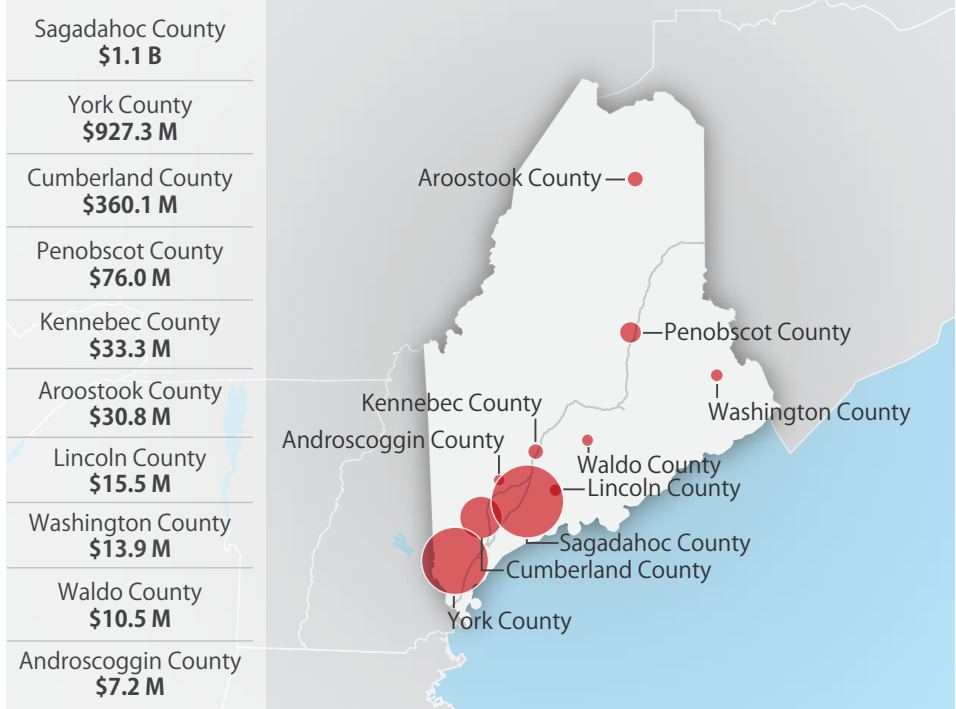 Sagadahoc County
$1.1 B
York County
$927.3 M
Cumberland County
$360.1 M
Penobscot County
$76.0 M
Kennebec County
$33.3 M
Aroostook County
$30.8 M
Lincoln County
$15.5 M
Washington County
$13.9 M
Waldo County
$10.5 M
Androscoggin County
$7.2 M
Aroostook County
Penobscot County
Washington County
Kennebec County
Androscoggin County
Waldo County
Lincoln County
Sagadahoc County
Cumberland County
York County